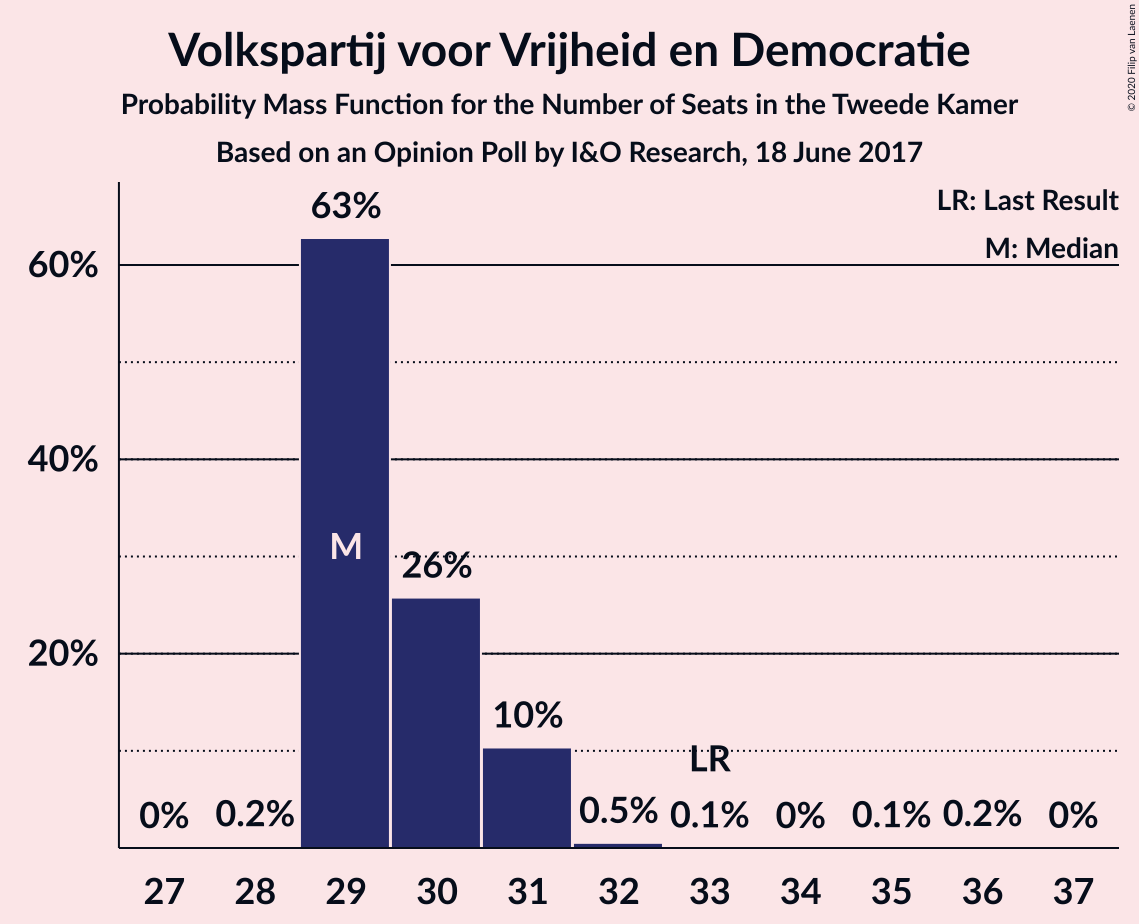 Volkspartij voor Vrijheid en Democratie
Probability Mass Function for the Number of Seats in the Tweede Kamer
Based on an Opinion Poll by I&O Research, 18 June 2017
© 2020 Filip van Laenen
LR: Last Result
M: Median
60%
40%
20%
63%
M
26%
10%
LR
0%
0.2%
0.5%
0.1%
0%
0.1%
0.2%
0%
27 28 29 30 31 32 33 34 35 36 37